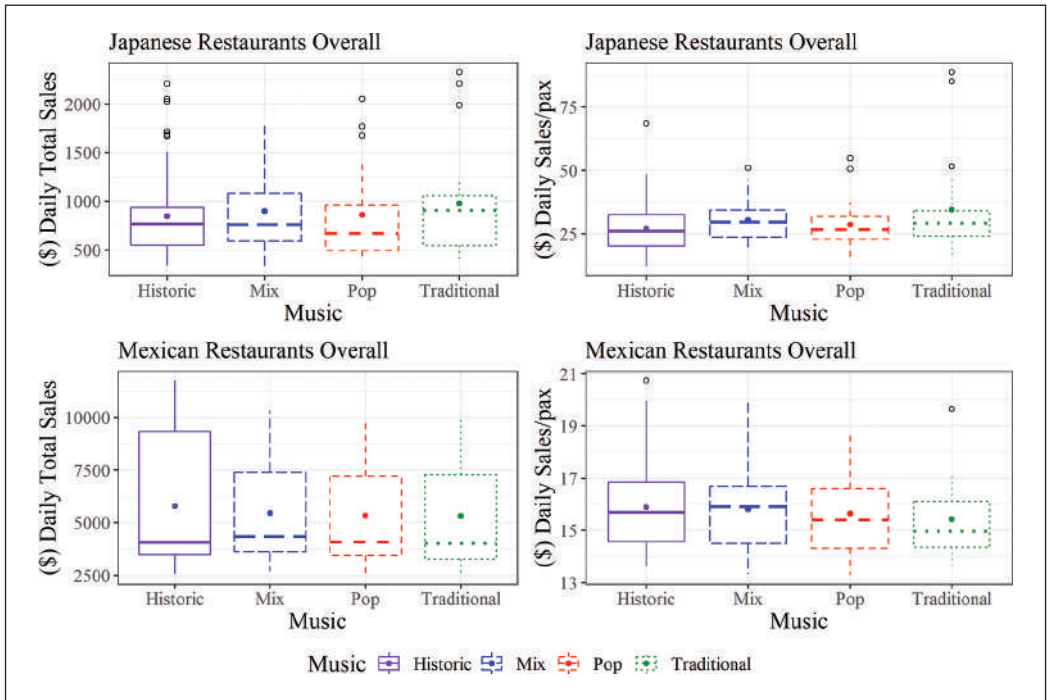 Japanese Restaurants Overall
($) Daily Total Sales
2000
1500
1000
500
Historic Mix Pop Traditional
Music
Japanese Restaurants Overall
($) Daily Sales/pax
75
50
25
Historic Mix Pop Traditional
Music
Mexican Restaurants Overall
($) Daily Total Sales
10000
7500
5000
2500
Historic Mix Pop Traditional
Music
Mexican Restaurants Overall
($) Daily Sales/pax
21
19
17
15
13
Historic Mix Pop Traditional
Music
Music Historic Mix Pop Traditional